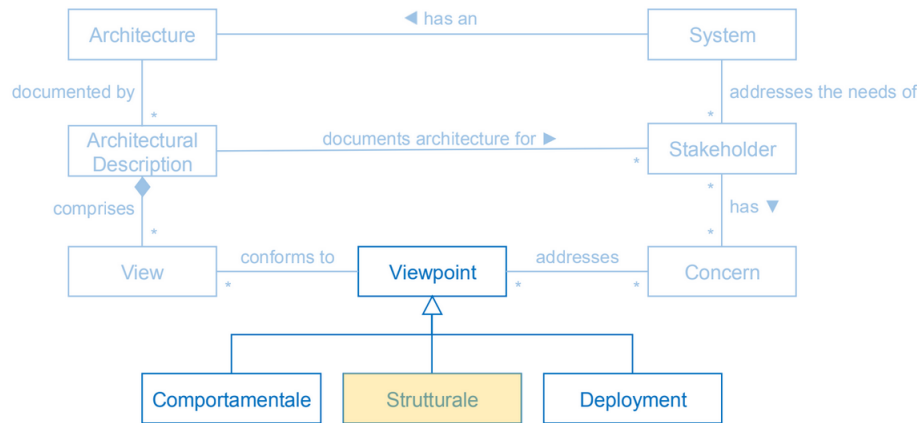 Architecture
◄ has an
System
documented by
*
addresses the needs of
*
Architectural
Description
documents architecture for ►
*
Stakeholder
*
comprises
*
has ▼
*
View
*
conforms to
Viewpoint
*
addresses
*
Concern
Comportamentale
Strutturale
Deployment